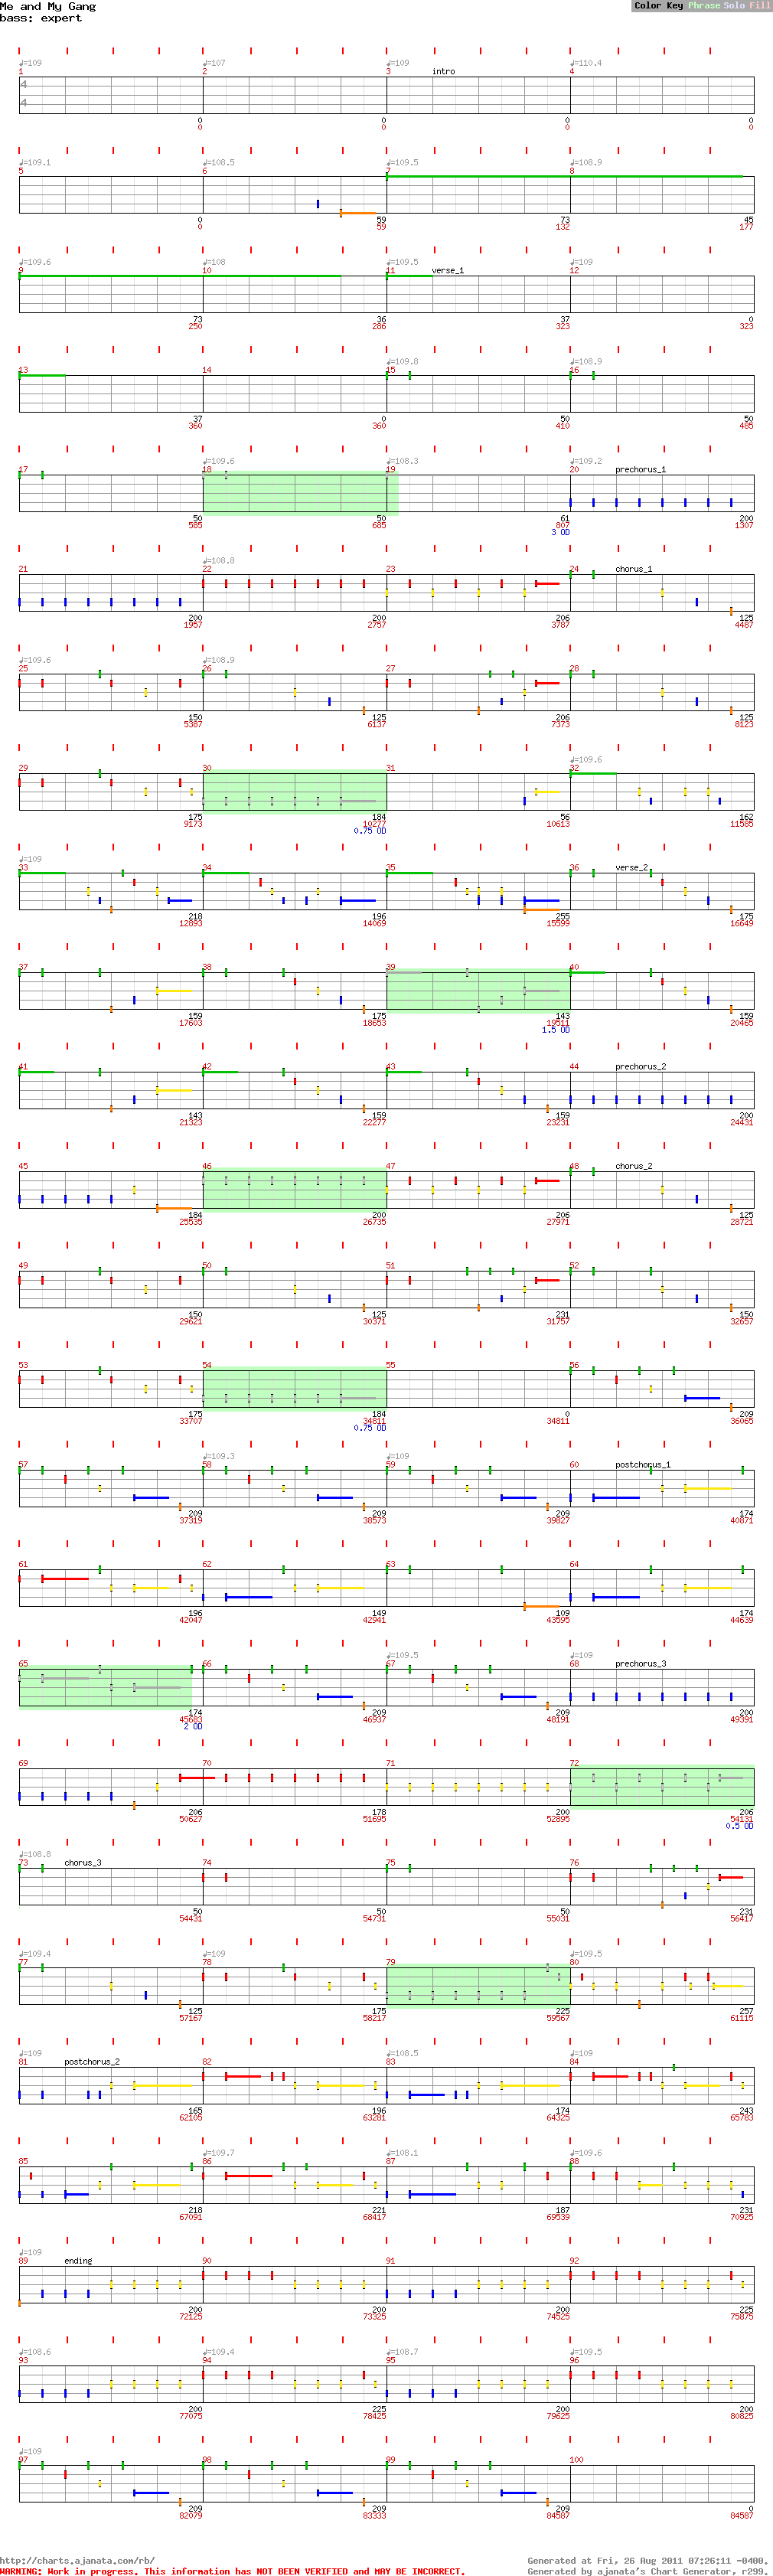 Me and My Gang
bass: expert
Color Key Phrase Solo Fill
♩=109 ♩=107 ♩=109 ♩=110.4
1 2 3 intro 4
4
4
0 0 0 0
0 0 0 0
♩=109.1 ♩=108.5 ♩=109.5 ♩=108.9
5 6 7 8
0 59 73 45
0 59 132 177
♩=109.6 ♩=108 ♩=109.5 ♩=109
9 10 11 verse_1 12
73 36 37 0
250 286 323 323
♩=109.8 ♩=108.9
13 14 15 16
37 0 50 50
360 360 410 485
♩=109.6 ♩=108.3 ♩=109.2
17 18 19 20 prechorus_1
50 50 61 200
585 685 807 1307
3 OD
♩=108.8
21 22 23 24 chorus_1
200 200 206 125
1957 2757 3787 4487
♩=109.6 ♩=108.9
25 26 27 28
150 125 206 125
5387 6137 7373 8123
♩=109.6
29 30 31 32
175 184 56 162
9173 10277 10613 11585
0.75 OD
♩=109
33 34 35 36 verse_2
218 196 255 175
12893 14069 15599 16649
37 38 39 40
159 175 143 159
17603 18653 19511 20465
1.5 OD
41 42 43 44 prechorus_2
143 159 159 200
21323 22277 23231 24431
45 46 47 48 chorus_2
184 200 206 125
25535 26735 27971 28721
49 50 51 52
150 125 231 150
29621 30371 31757 32657
53 54 55 56
175 184 0 209
33707 34811 34811 36065
0.75 OD
♩=109.3 ♩=109
57 58 59 60 postchorus_1
209 209 209 174
37319 38573 39827 40871
61 62 63 64
196 149 109 174
42047 42941 43595 44639
♩=109.5 ♩=109
65 66 67 68 prechorus_3
174 209 209 200
45683 46937 48191 49391
2 OD
69 70 71 72
206 178 200 206
50627 51695 52895 54131
0.5 OD
♩=108.8
73 chorus_3 74 75 76
50 50 50 231
54431 54731 55031 56417
♩=109.4 ♩=109 ♩=109.5
77 78 79 80
125 175 225 257
57167 58217 59567 61115
♩=109 ♩=108.5 ♩=109
81 postchorus_2 82 83 84
165 196 174 243
62105 63281 64325 65783
♩=109.7 ♩=108.1 ♩=109.6
85 86 87 88
218 221 187 231
67091 68417 69539 70925
♩=109
89 ending 90 91 92
200 200 200 225
72125 73325 74525 75875
♩=108.6 ♩=109.4 ♩=108.7 ♩=109.5
93 94 95 96
200 225 200 200
77075 78425 79625 80825
♩=109
97 98 99 100
209 209 209 0
82079 83333 84587 84587
http://charts.ajanata.com/rb/
Generated at Fri, 26 Aug 2011 07:26:11 -0400.
WARNING: Work in progress. This information has NOT BEEN VERIFIED and MAY BE INCORRECT.
Generated by ajanata's Chart Generator, r299.